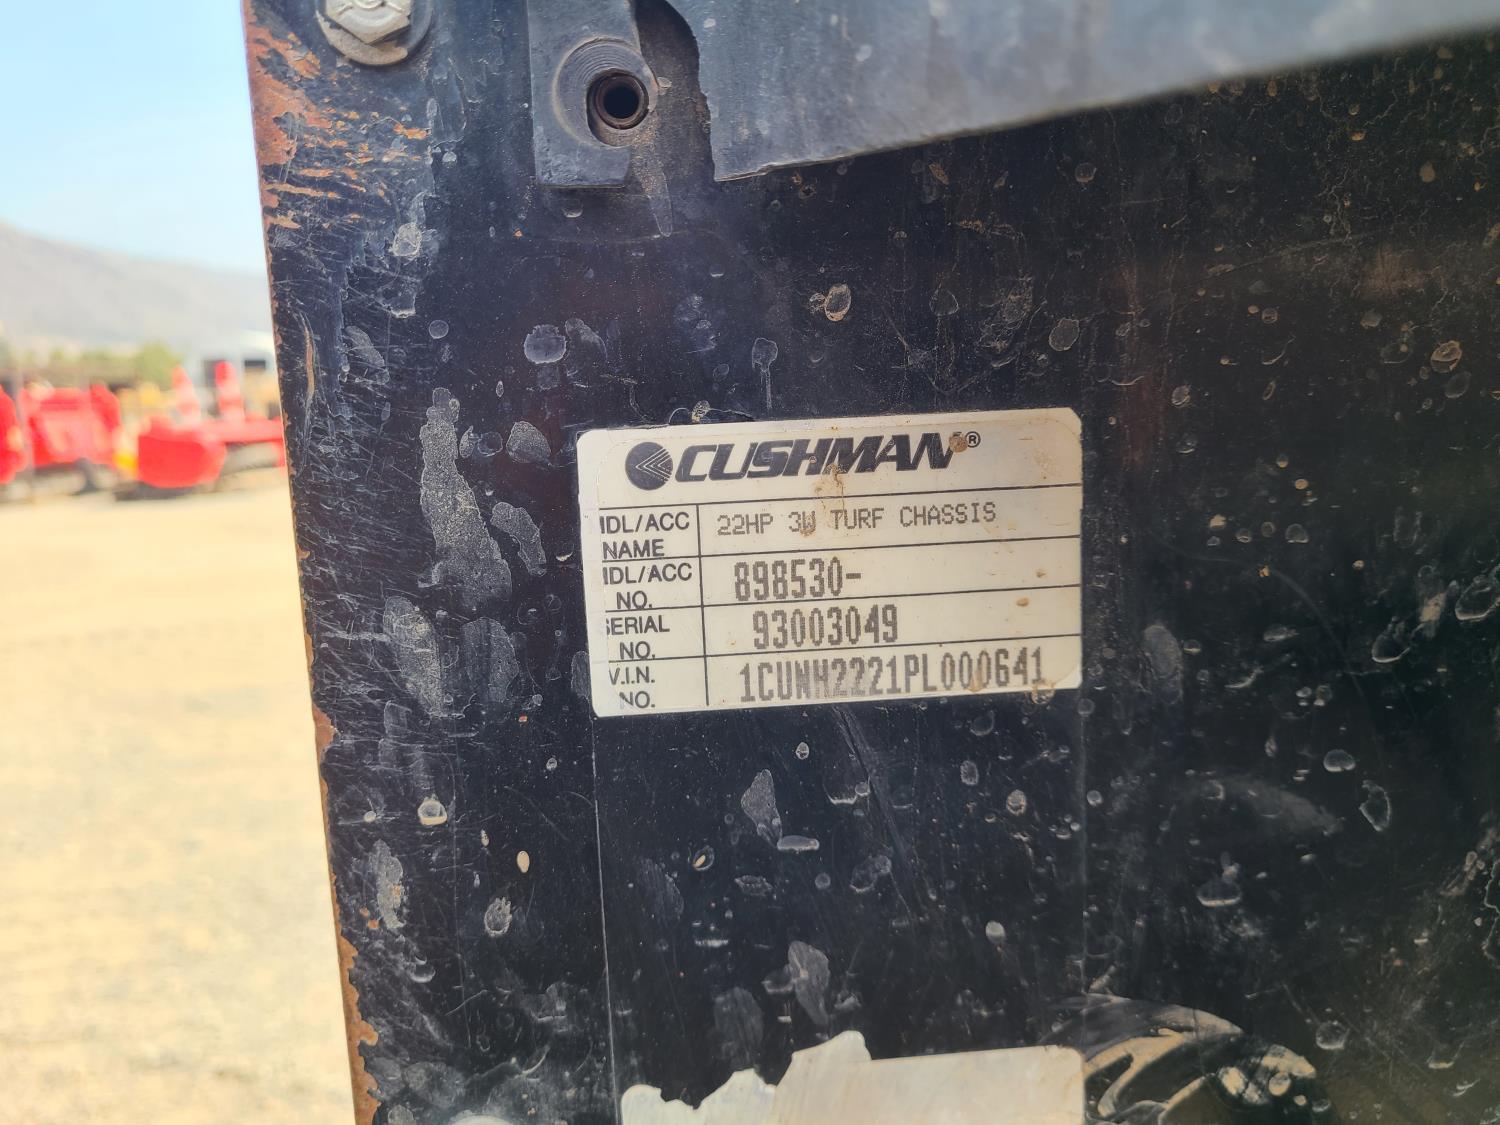 CUSHMAN®
MDL/ACC NAME 22HP 3W TURF CHASSIS
MDL/ACC NO. 898530-
SERIAL NO. 93003049
V.I.N. NO. 1CUNH2221PL000641